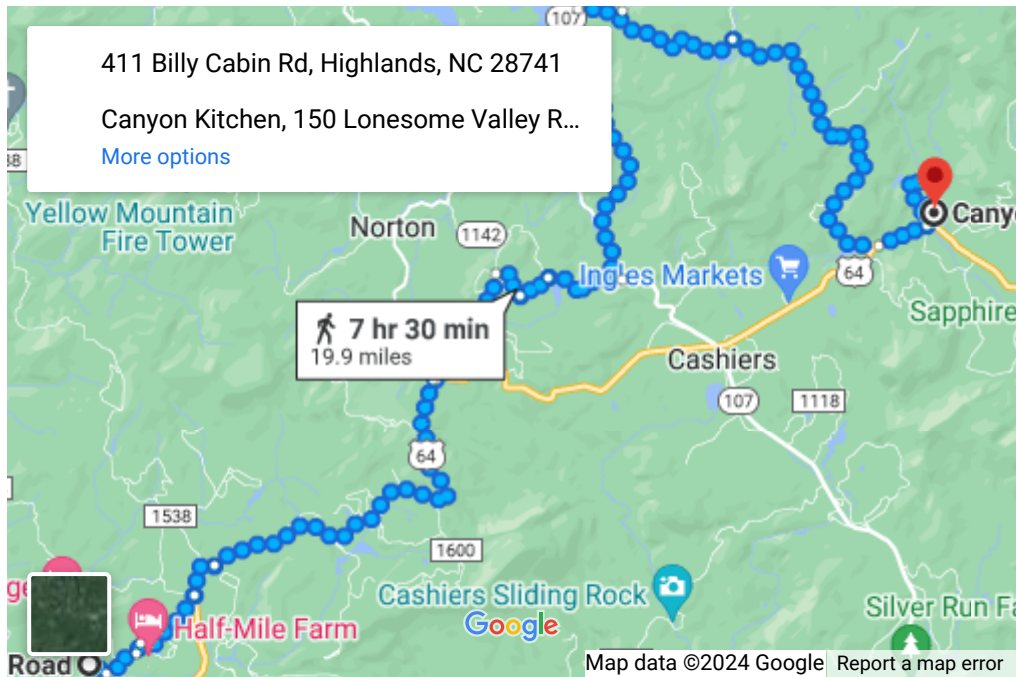 107
411 Billy Cabin Rd, Highlands, NC 28741
Canyon Kitchen, 150 Lonesome Valley R...
More options
Yellow Mountain
Fire Tower
Norton
1142
Canyo
Ingles Markets
64
Sapphire
7 hr 30 min
19.9 miles
Cashiers
107
1118
64
1538
1600
Cashiers Sliding Rock
Silver Run Fa
Half-Mile Farm
Google
Road
Map data ©2024 Google
Report a map error